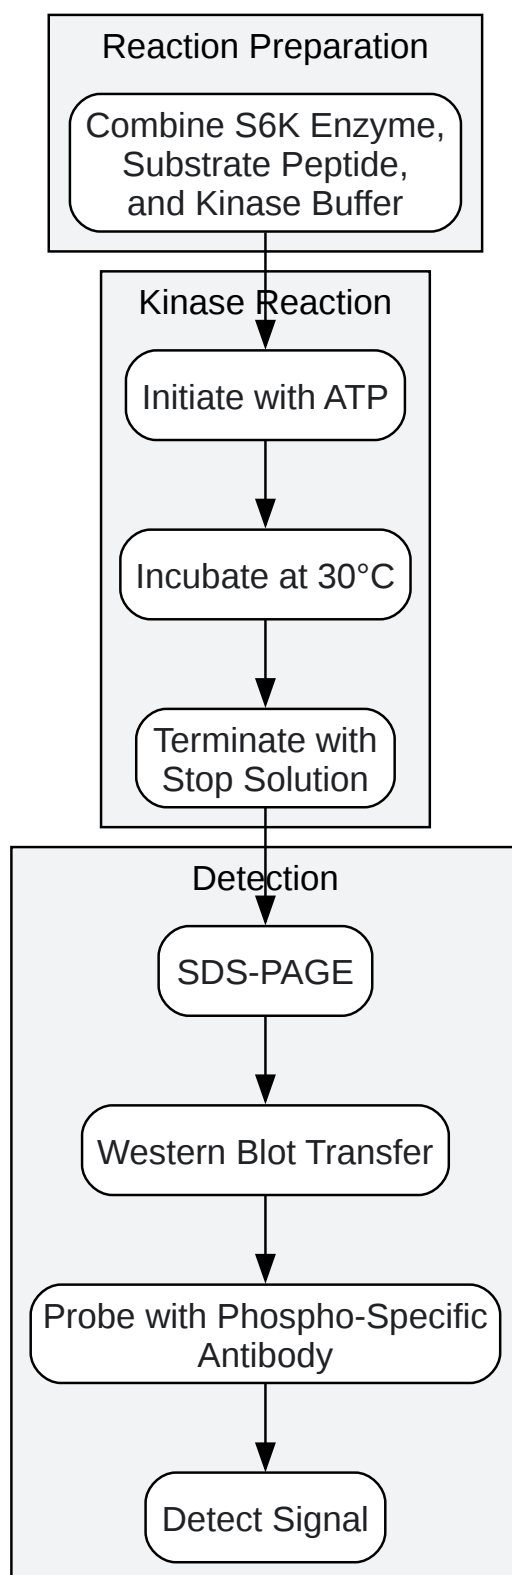 Reaction Preparation
Combine S6K Enzyme,
Substrate Peptide,
and Kinase Buffer
Kinase Reaction
Initiate with ATP
Incubate at 30°C
Terminate with
Stop Solution
Detection
SDS-PAGE
Western Blot Transfer
Probe with Phospho-Specific
Antibody
Detect Signal